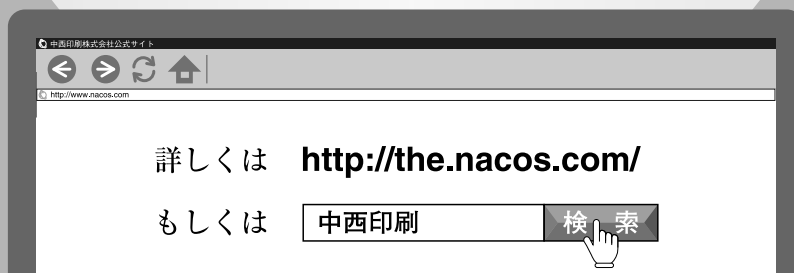 中西印刷株式会社公式サイト
http://www.nacos.com
詳しくは http://the.nacos.com/
もしくは 中西印刷 検索